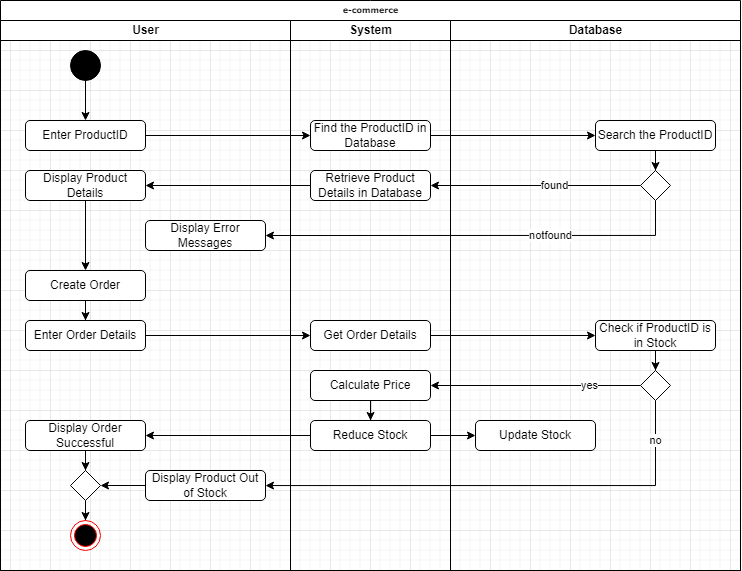 e-commerce
User
System
Database
Enter ProductID
Find the ProductID in
Database
Search the ProductID
Display Product
Details
Retrieve Product
Details in Database
found
Display Error
Messages
notfound
Create Order
Enter Order Details
Get Order Details
Check if ProductID is
in Stock
Calculate Price
yes
Display Order
Successful
Reduce Stock
Update Stock
no
Display Product Out
of Stock